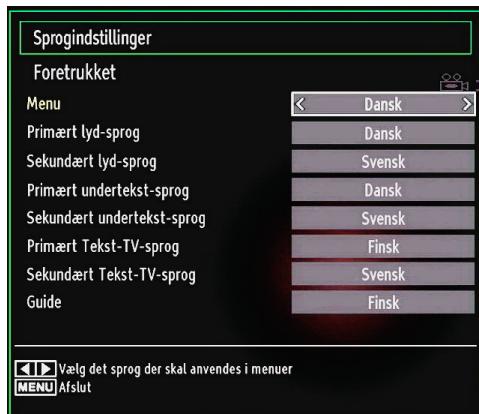 Sprogindstillinger
Foretrukket
Menu < Dansk >
Primært lyd-sprog Dansk
Sekundært lyd-sprog Svensk
Primært undertekst-sprog Dansk
Sekundært undertekst-sprog Svensk
Primært Tekst-TV-sprog Finsk
Sekundært Tekst-TV-sprog Svensk
Guide Finsk
Vælg det sprog der skal anvendes i menuer
MENU Afslut